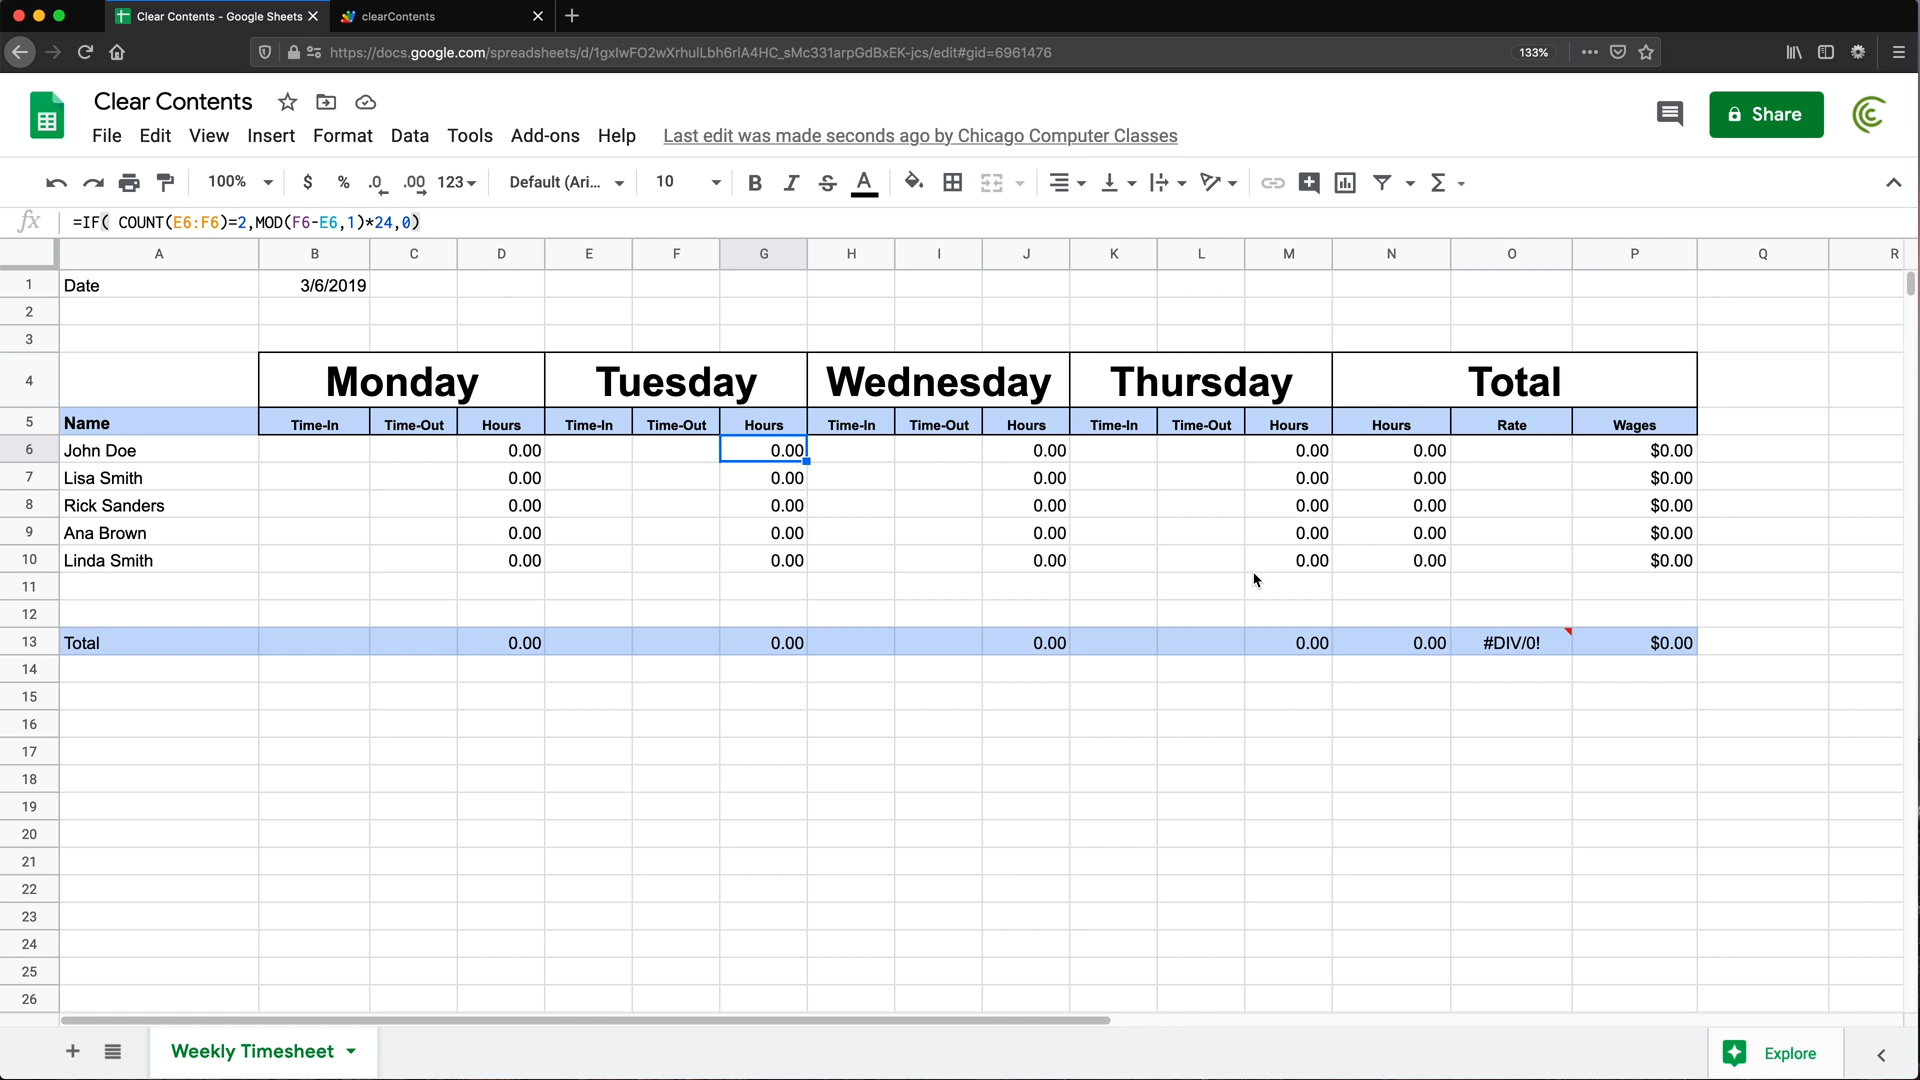 Clear Contents - Google Sheets
clearContents
https://docs.google.com/spreadsheets/d/1gxlwFO2wXrhulLbh6rlA4HC_sMc331arpGdBxEK-jcs/edit#gid=6961476
133%
Clear Contents
Share
File Edit View Insert Format Data Tools Add-ons Help Last edit was made seconds ago by Chicago Computer Classes
100% $ % .0 .00 123 Default (Ari... 10 B I S A Σ
fx =IF( COUNT(E6:F6)=2,MOD(F6-E6,1)*24,0)
A B C D E F G H I J K L M N O P Q R
1 Date 3/6/2019
2
3
4 Monday Tuesday Wednesday Thursday Total
5 Name Time-In Time-Out Hours Time-In Time-Out Hours Time-In Time-Out Hours Time-In Time-Out Hours Hours Rate Wages
6 John Doe 0.00 0.00 0.00 0.00 0.00 $0.00
7 Lisa Smith 0.00 0.00 0.00 0.00 0.00 $0.00
8 Rick Sanders 0.00 0.00 0.00 0.00 0.00 $0.00
9 Ana Brown 0.00 0.00 0.00 0.00 0.00 $0.00
10 Linda Smith 0.00 0.00 0.00 0.00 0.00 $0.00
11
12
13 Total 0.00 0.00 0.00 0.00 0.00 #DIV/0! $0.00
14
15
16
17
18
19
20
21
22
23
24
25
26
Weekly Timesheet
Explore